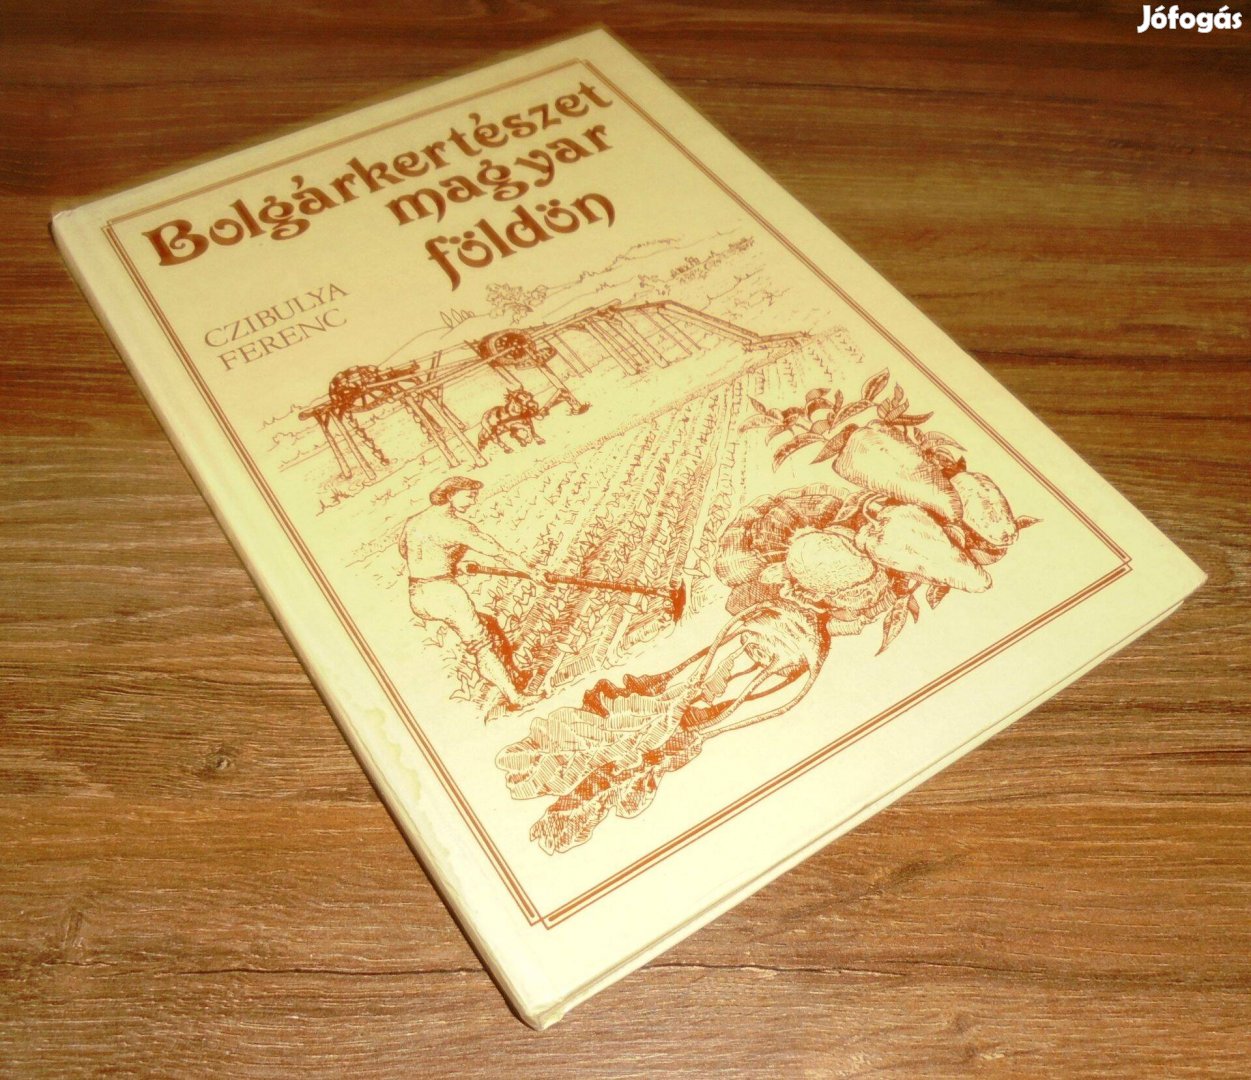 Jófogás
Bolgárkertészet
magyar
földön
CZIBULYA
FERENC